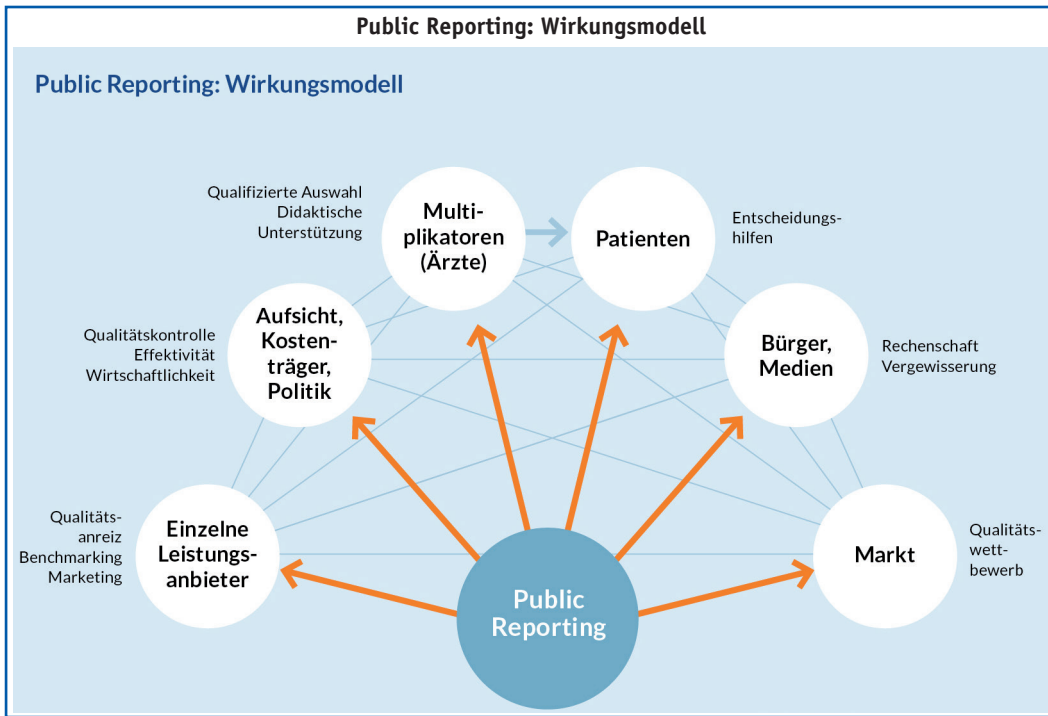 Public Reporting: Wirkungsmodell
Public Reporting: Wirkungsmodell
Qualifizierte Auswahl
Didaktische
Unterstützung
Multi-
plikatoren
(Ärzte)
Patienten
Entscheidungs-
hilfen
Qualitätskontrolle
Effektivität
Wirtschaftlichkeit
Aufsicht,
Kosten-
träger,
Politik
Bürger,
Medien
Rechenschaft
Vergewisserung
Qualitäts-
anreiz
Benchmarking
Marketing
Einzelne
Leistungs-
anbieter
Public
Reporting
Markt
Qualitäts-
wett-
bewerb